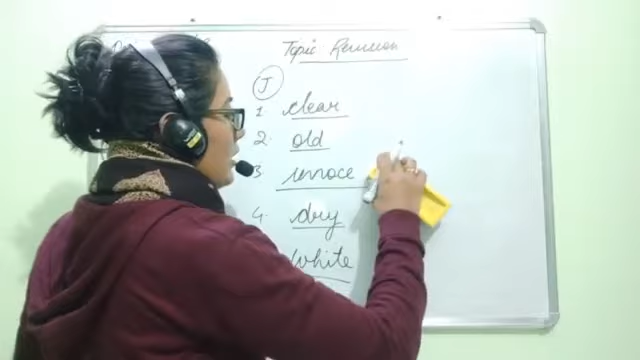 Topic Revision
J
1. clear
2. old
3. innoce
4. dry
white